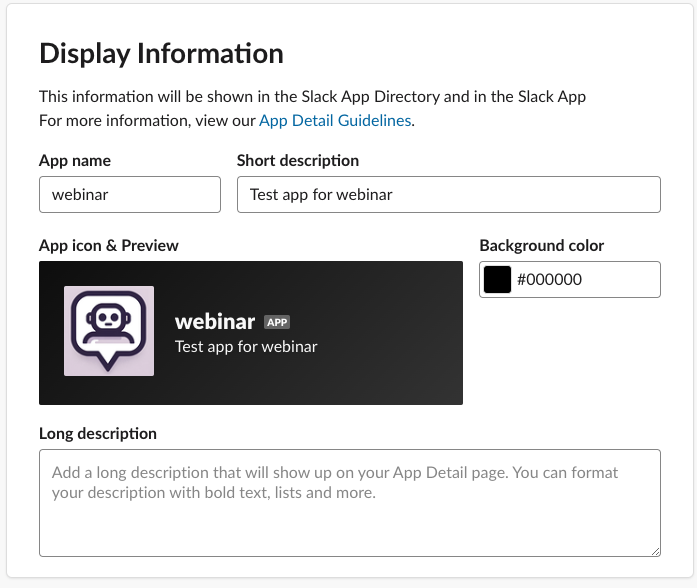 Display Information
This information will be shown in the Slack App Directory and in the Slack App
For more information, view our App Detail Guidelines.
App name
Short description
webinar
Test app for webinar
App icon & Preview
Background color
#000000
webinar APP
Test app for webinar
Long description
Add a long description that will show up on your App Detail page. You can format
your description with bold text, lists and more.